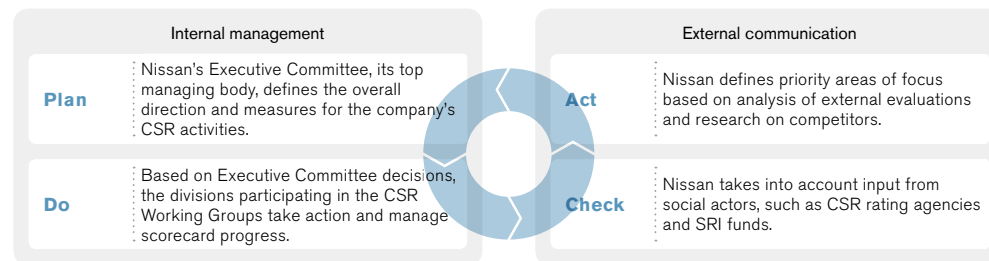 Internal management
Plan
Nissan's Executive Committee, its top
managing body, defines the overall
direction and measures for the company's
CSR activities.
Do
Based on Executive Committee decisions,
the divisions participating in the CSR
Working Groups take action and manage
scorecard progress.
External communication
Act
Nissan defines priority areas of focus
based on analysis of external evaluations
and research on competitors.
Check
Nissan takes into account input from
social actors, such as CSR rating agencies
and SRI funds.